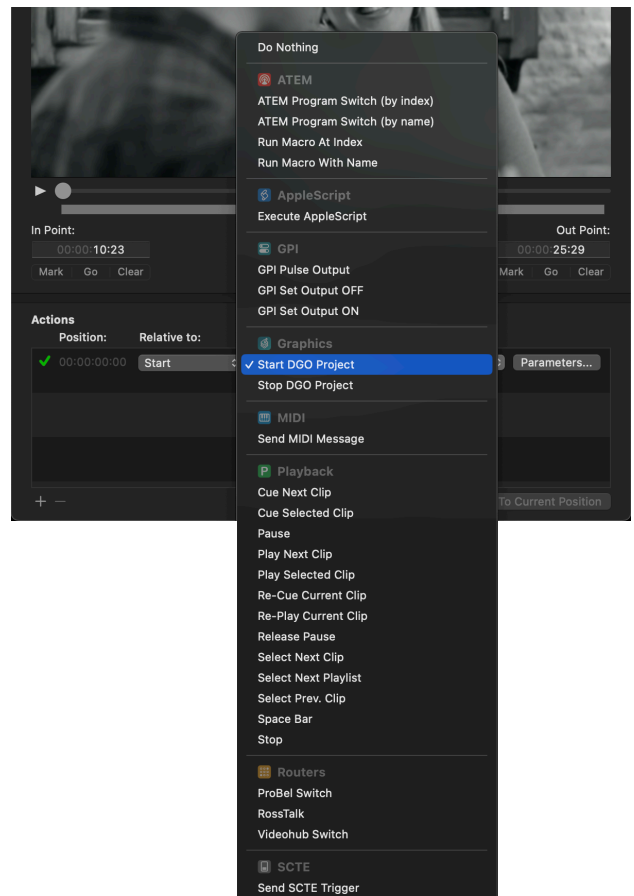 Do Nothing
ATEM
ATEM Program Switch (by index)
ATEM Program Switch (by name)
Run Macro At Index
Run Macro With Name
AppleScript
Execute AppleScript
In Point:
Out Point:
00:00:10:23
00:00:25:29
Mark Go Clear
Mark Go Clear
GPI
GPI Pulse Output
GPI Set Output OFF
GPI Set Output ON
Actions
Position: Relative to:
Graphics
00:00:00:00 Start
✓ Start DGO Project
Parameters...
Stop DGO Project
MIDI
Send MIDI Message
P Playback
Cue Next Clip
+ −
To Current Position
Cue Selected Clip
Pause
Play Next Clip
Play Selected Clip
Re-Cue Current Clip
Re-Play Current Clip
Release Pause
Select Next Clip
Select Next Playlist
Select Prev. Clip
Space Bar
Stop
Routers
ProBel Switch
RossTalk
Videohub Switch
SCTE
Send SCTE Trigger